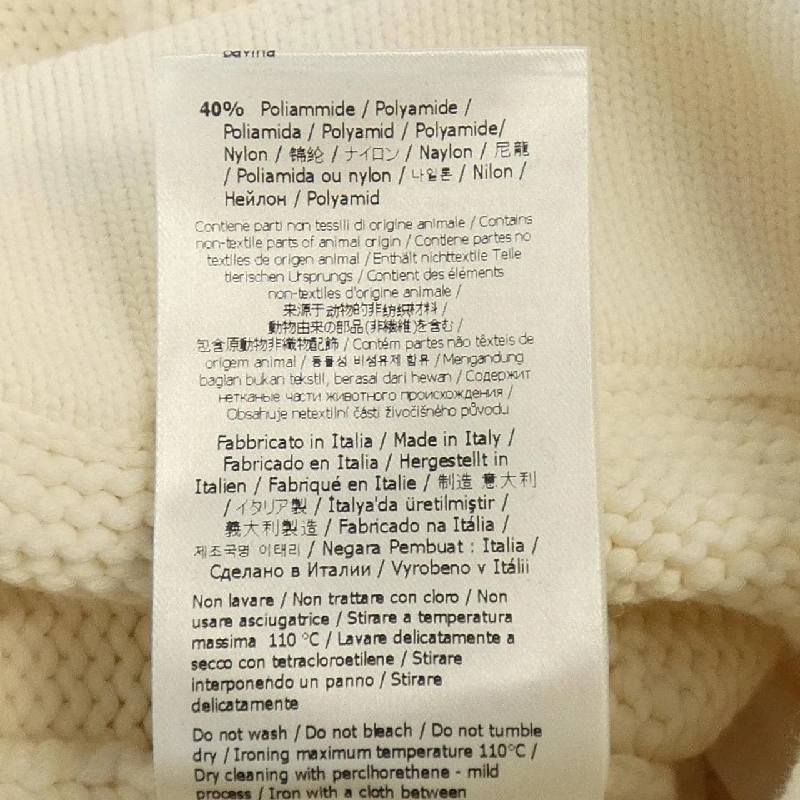 40% Poliammide / Polyamide /
Poliamida / Polyamid / Polyamide/
Nylon / 锦纶 / ナイロン / Naylon / 尼龍
/ Poliamida ou nylon / 나일론 / Nilon /
Нейлон / Polyamid
Contiene parti non tessili di origine animale / Contains
non-textile parts of animal origin / Contiene partes no
textiles de origen animal / Enthält nichttextile Teile
tierischen Ursprungs / Contient des éléments
non-textiles d'origine animale /
来源于动物的非纺织材料 /
動物由来の部品(非繊維)を含む /
包含原動物非織物配飾 / Contém partes não têxteis de
origem animal / 동물성 비섬유제 함유 / Mengandung
bagian bukan tekstil, berasal dari hewan / Содержит
нетканые части животного происхождения /
Obsahuje netextilní části živočišného původu
Fabbricato in Italia / Made in Italy /
Fabricado en Italia / Hergestellt in
Italien / Fabriqué en Italie / 制造 意大利
/ イタリア製 / İtalya'da üretilmiştir /
義大利製造 / Fabricado na Itália /
제조국명 이태리 / Negara Pembuat : Italia /
Сделано в Италии / Vyrobeno v Itálii
Non lavare / Non trattare con cloro / Non
usare asciugatrice / Stirare a temperatura
massima 110 °C / Lavare delicatamente a
secco con tetracloroetilene / Stirare
interponendo un panno / Stirare
delicatamente
Do not wash / Do not bleach / Do not tumble
dry / Ironing maximum temperature 110°C /
Dry cleaning with perclhorethene - mild
process / Iron with a cloth between